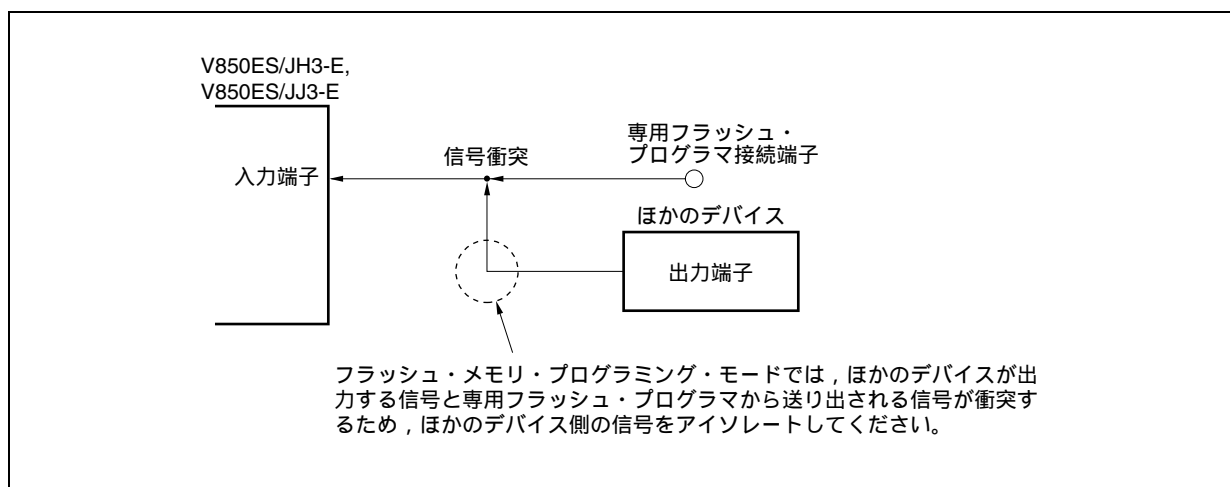 V850ES/JH3-E,
V850ES/JJ3-E
専用フラッシュ・
プログラマ接続端子
信号衝突
入力端子
ほかのデバイス
出力端子
フラッシュ・メモリ・プログラミング・モードでは，ほかのデバイスが出
力する信号と専用フラッシュ・プログラマから送り出される信号が衝突す
るため，ほかのデバイス側の信号をアイソレートしてください。